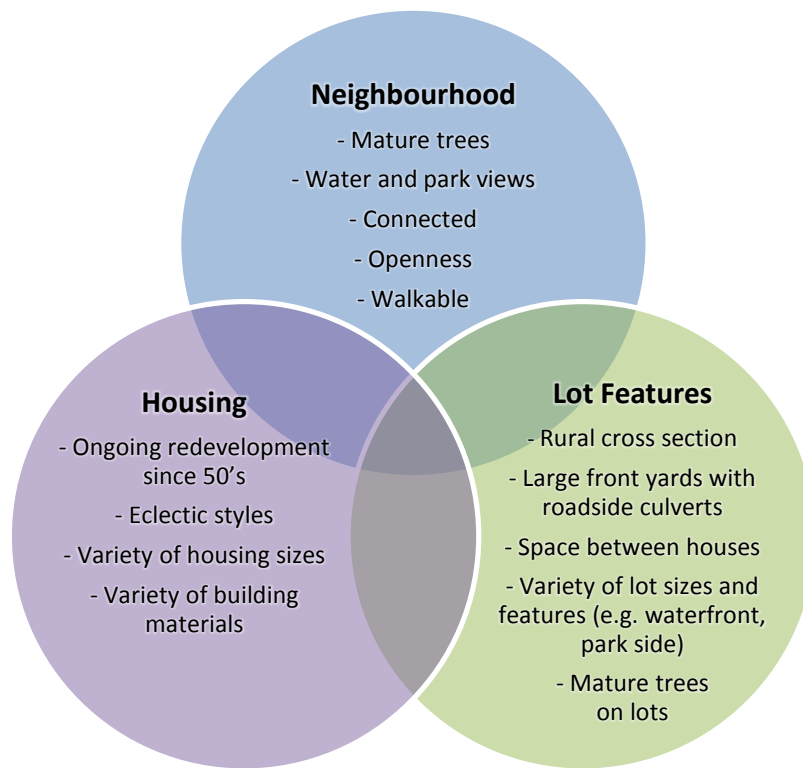 Neighbourhood
- Mature trees
- Water and park views
- Connected
- Openness
- Walkable
Housing
- Ongoing redevelopment
since 50's
- Eclectic styles
- Variety of housing sizes
- Variety of building
materials
Lot Features
- Rural cross section
- Large front yards with
roadside culverts
- Space between houses
- Variety of lot sizes and
features (e.g. waterfront,
park side)
- Mature trees
on lots